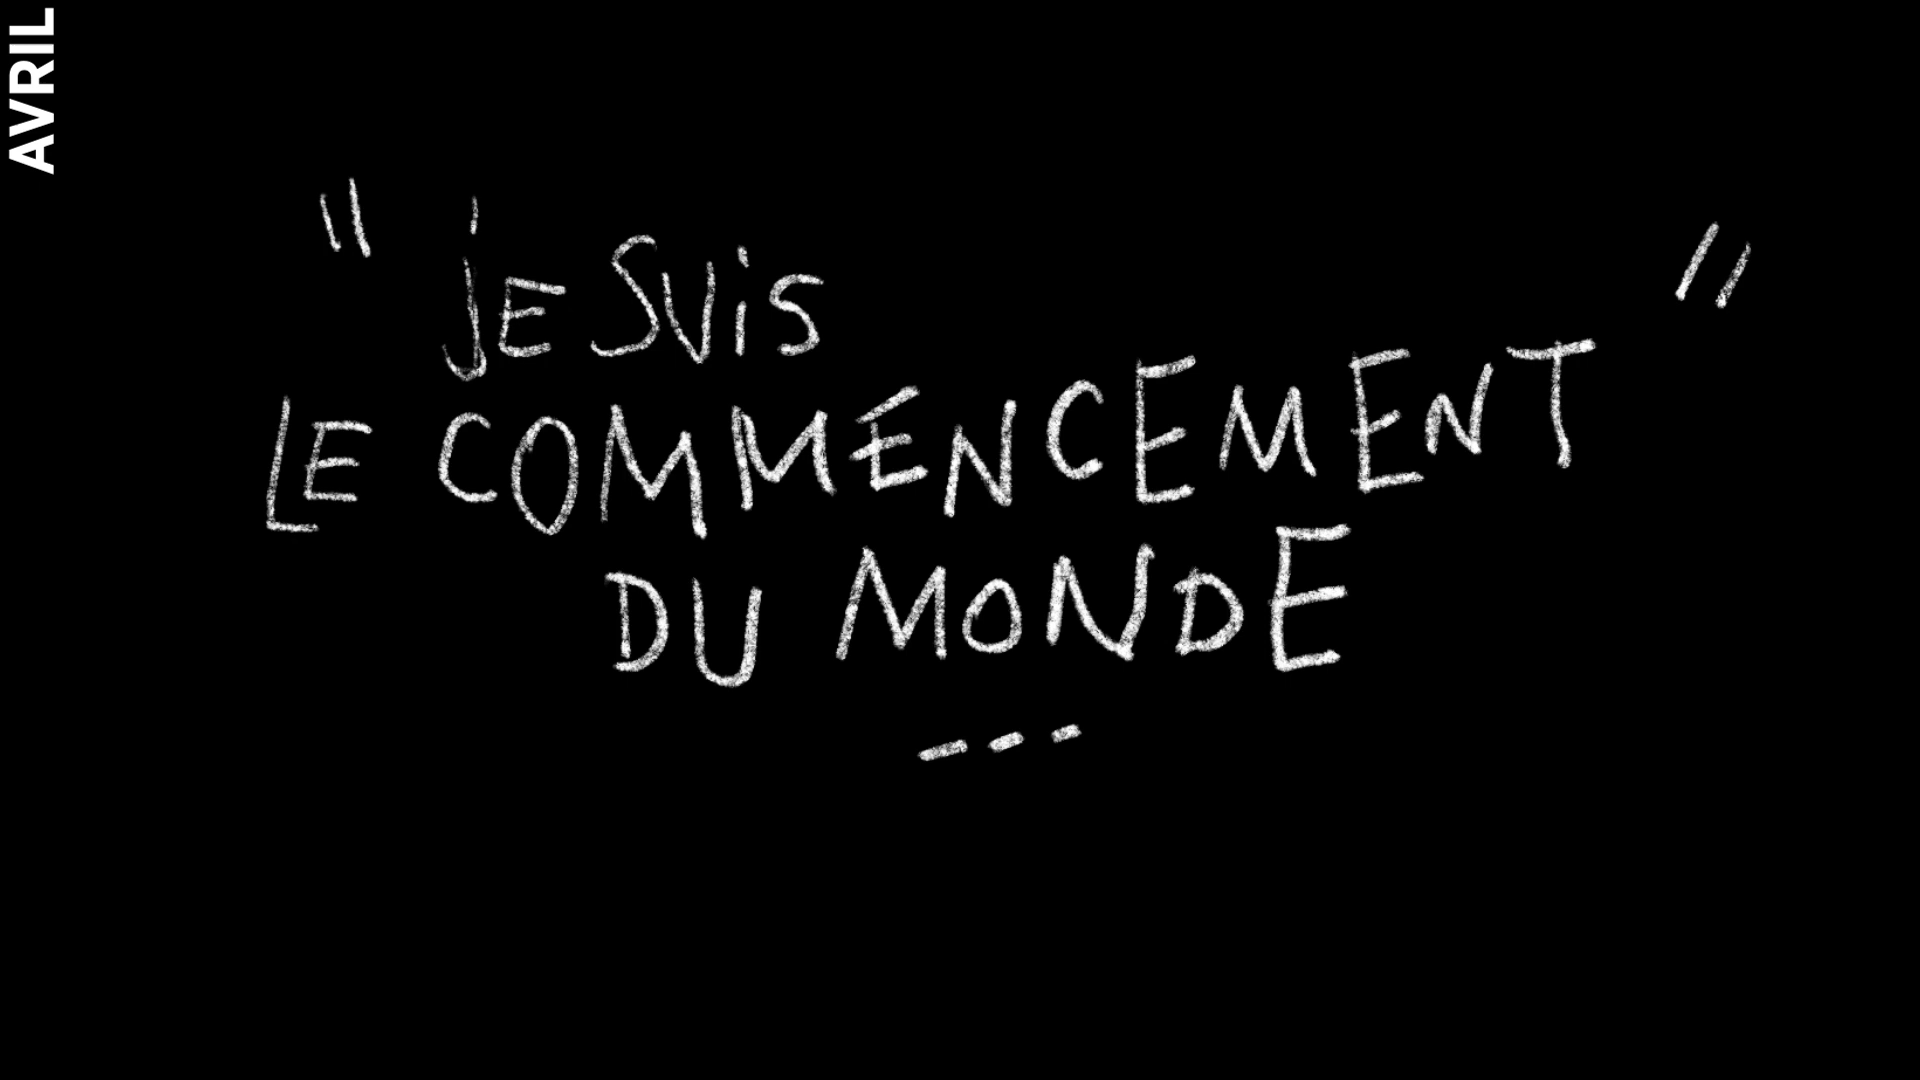 AVRIL
" jE SUiS
LE COMMENCEMENT "
DU MONDE
---